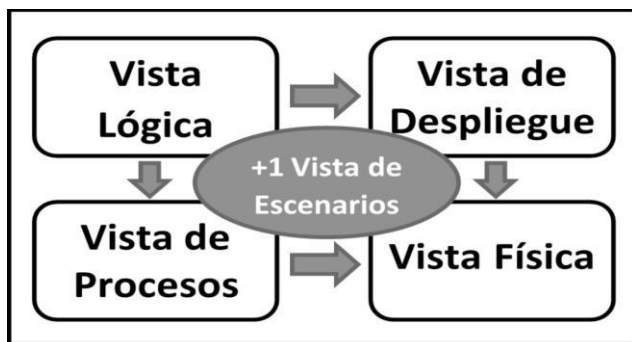 Vista
Lógica
Vista de
Despliegue
+1 Vista de
Escenarios
Vista de
Procesos
Vista Física